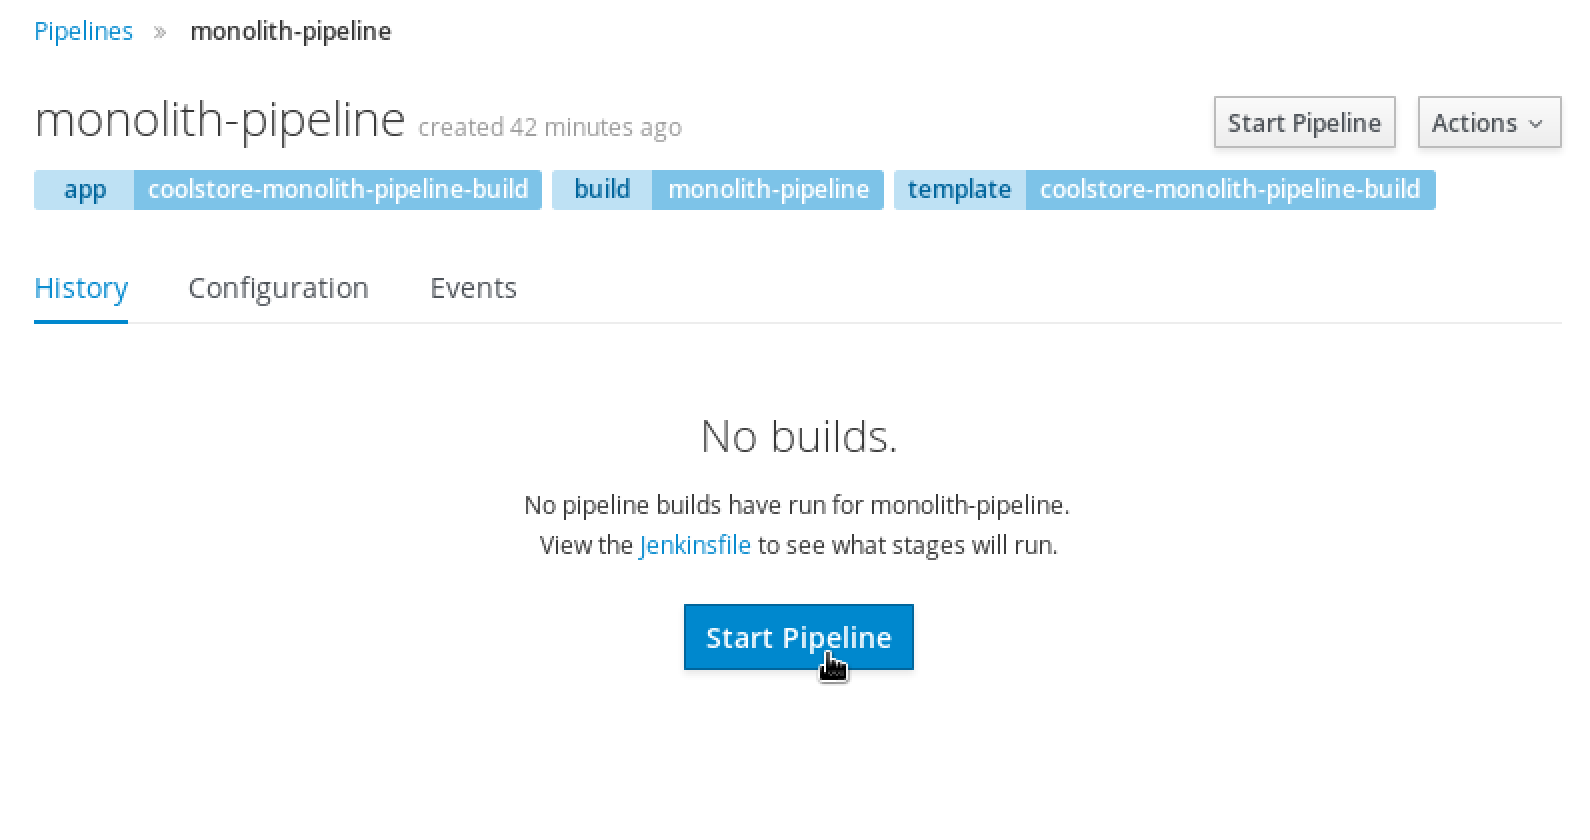 Pipelines » monolith-pipeline
monolith-pipeline created 42 minutes ago Start Pipeline Actions
app coolstore-monolith-pipeline-build build monolith-pipeline template coolstore-monolith-pipeline-build
History Configuration Events
No builds.
No pipeline builds have run for monolith-pipeline.
View the Jenkinsfile to see what stages will run.
Start Pipeline